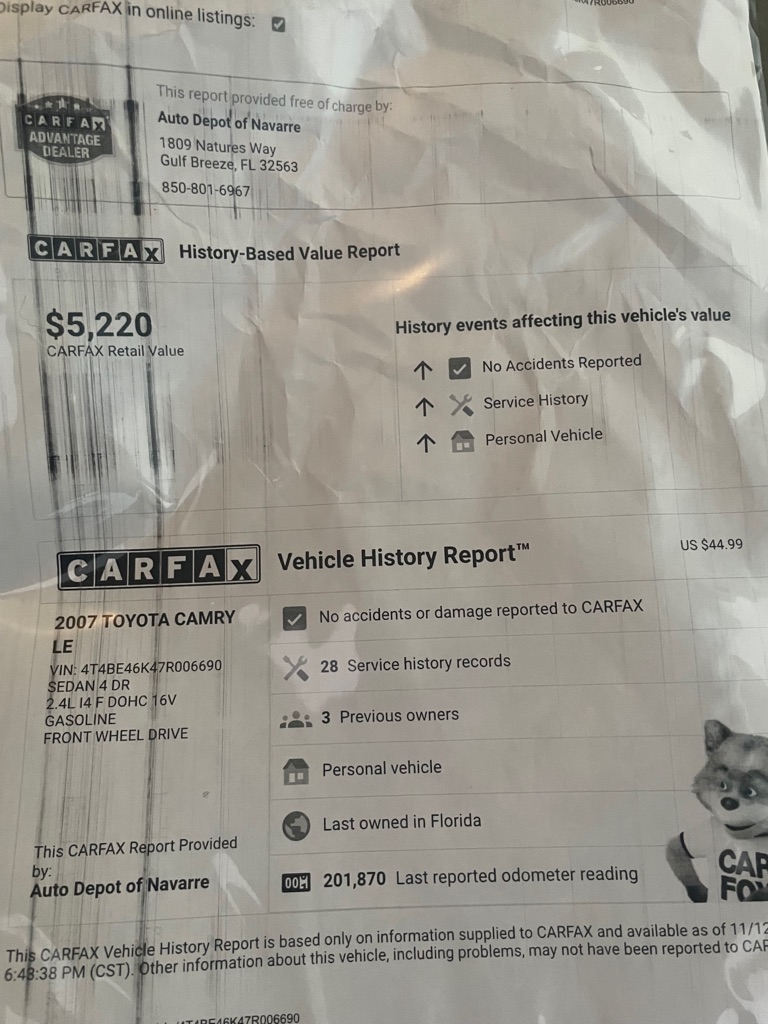 Display CARFAX in online listings:
CARFAX
ADVANTAGE
DEALER
This report provided free of charge by:
Auto Depot of Navarre
1809 Natures Way
Gulf Breeze, FL 32563
850-801-6967
CARFAX History-Based Value Report
$5,220
CARFAX Retail Value
History events affecting this vehicle's value
No Accidents Reported
Service History
Personal Vehicle
CARFAX Vehicle History Report™
US $44.99
2007 TOYOTA CAMRY
LE
VIN: 4T4BE46K47R006690
SEDAN 4 DR
2.4L I4 F DOHC 16V
GASOLINE
FRONT WHEEL DRIVE
No accidents or damage reported to CARFAX
28 Service history records
3 Previous owners
Personal vehicle
Last owned in Florida
201,870 Last reported odometer reading
This CARFAX Report Provided
by:
Auto Depot of Navarre
CAR
FOX
This CARFAX Vehicle History Report is based only on information supplied to CARFAX and available as of 11/12
6:43:38 PM (CST). Other information about this vehicle, including problems, may not have been reported to CAR